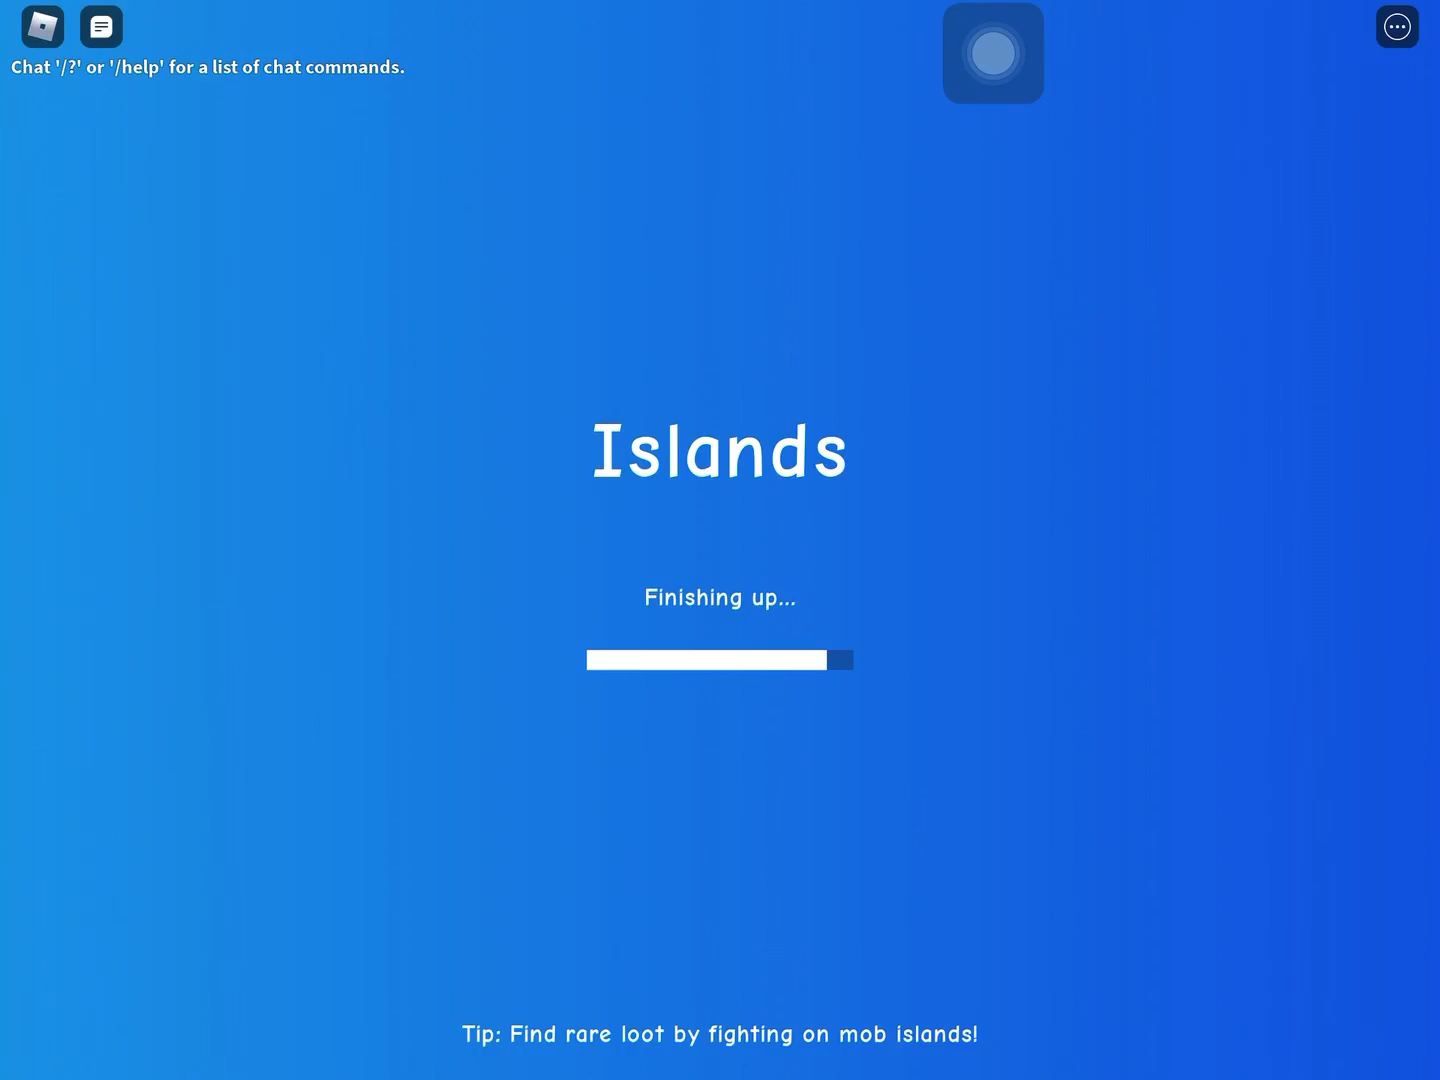 Chat '/?' or '/help' for a list of chat commands.
Islands
Finishing up...
Tip: Find rare loot by fighting on mob islands!